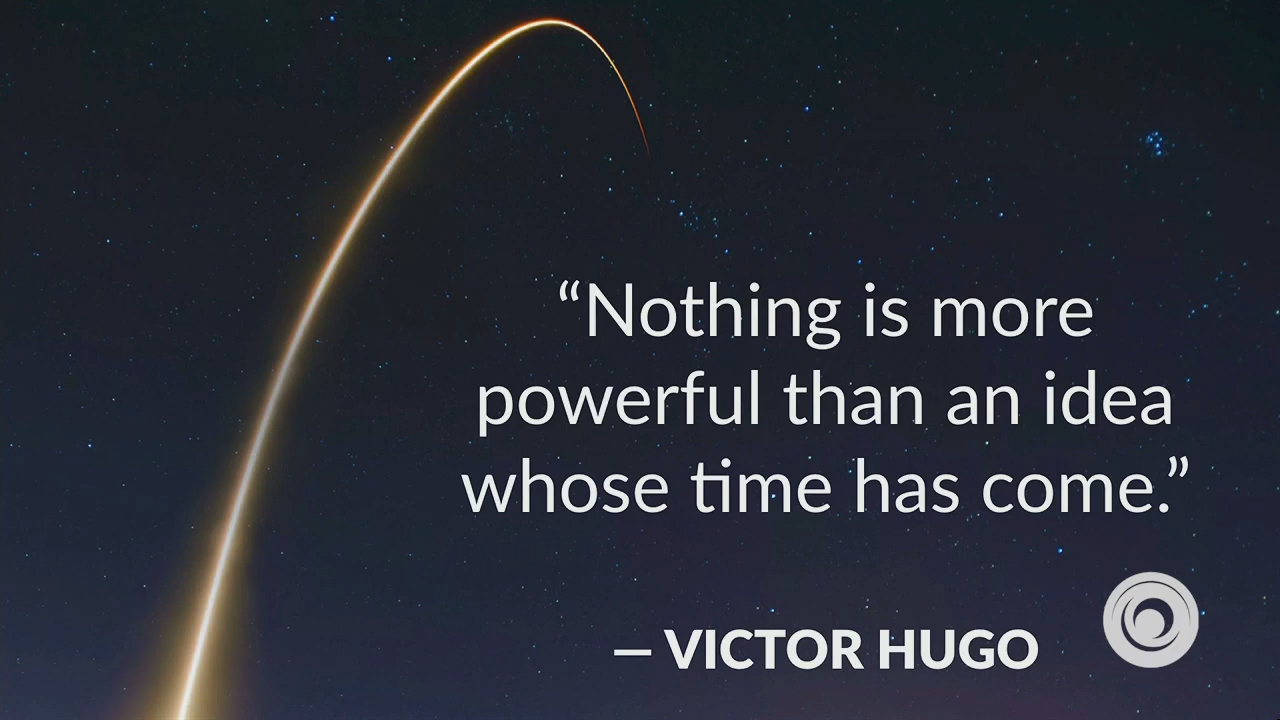 “Nothing is more
powerful than an idea
whose time has come.”
— VICTOR HUGO